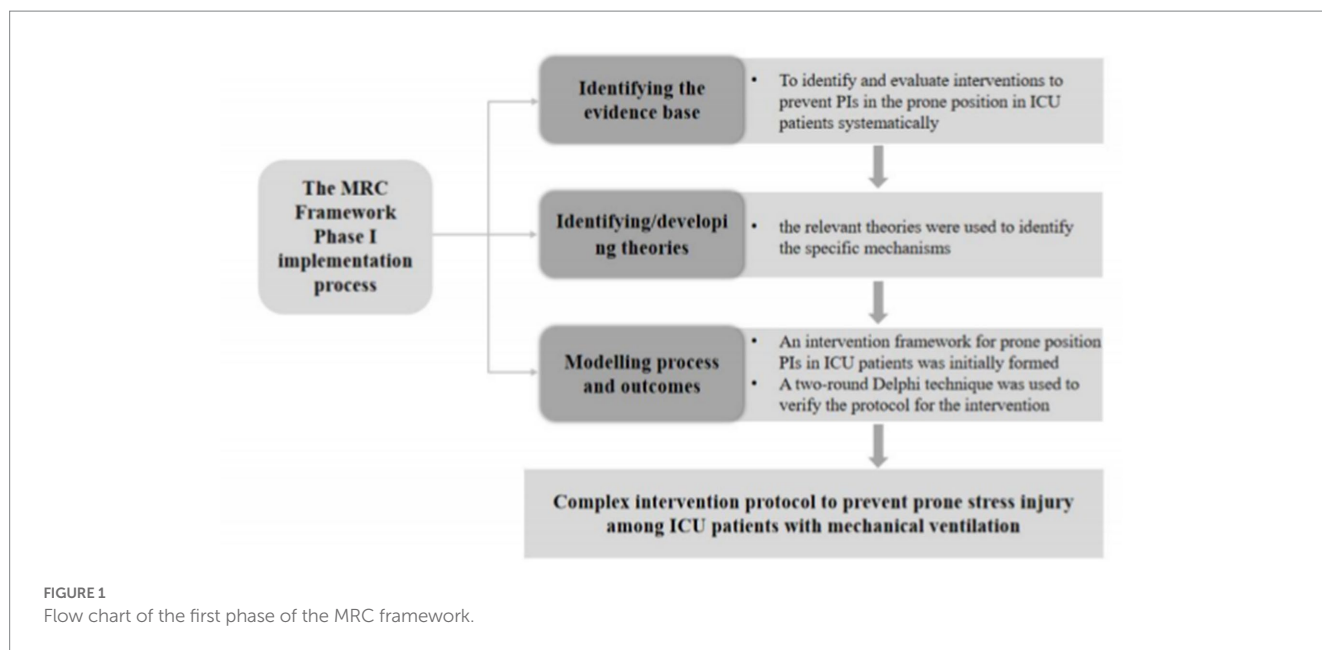 The MRC
Framework
Phase I
implementation
process
Identifying the
evidence base
• To identify and evaluate interventions to
prevent PIs in the prone position in ICU
patients systematically
Identifying/developi
ng theories
• the relevant theories were used to identify
the specific mechanisms
Modelling process
and outcomes
• An intervention framework for prone position
PIs in ICU patients was initially formed
• A two-round Delphi technique was used to
verify the protocol for the intervention
Complex intervention protocol to prevent prone stress injury
among ICU patients with mechanical ventilation
FIGURE 1
Flow chart of the first phase of the MRC framework.